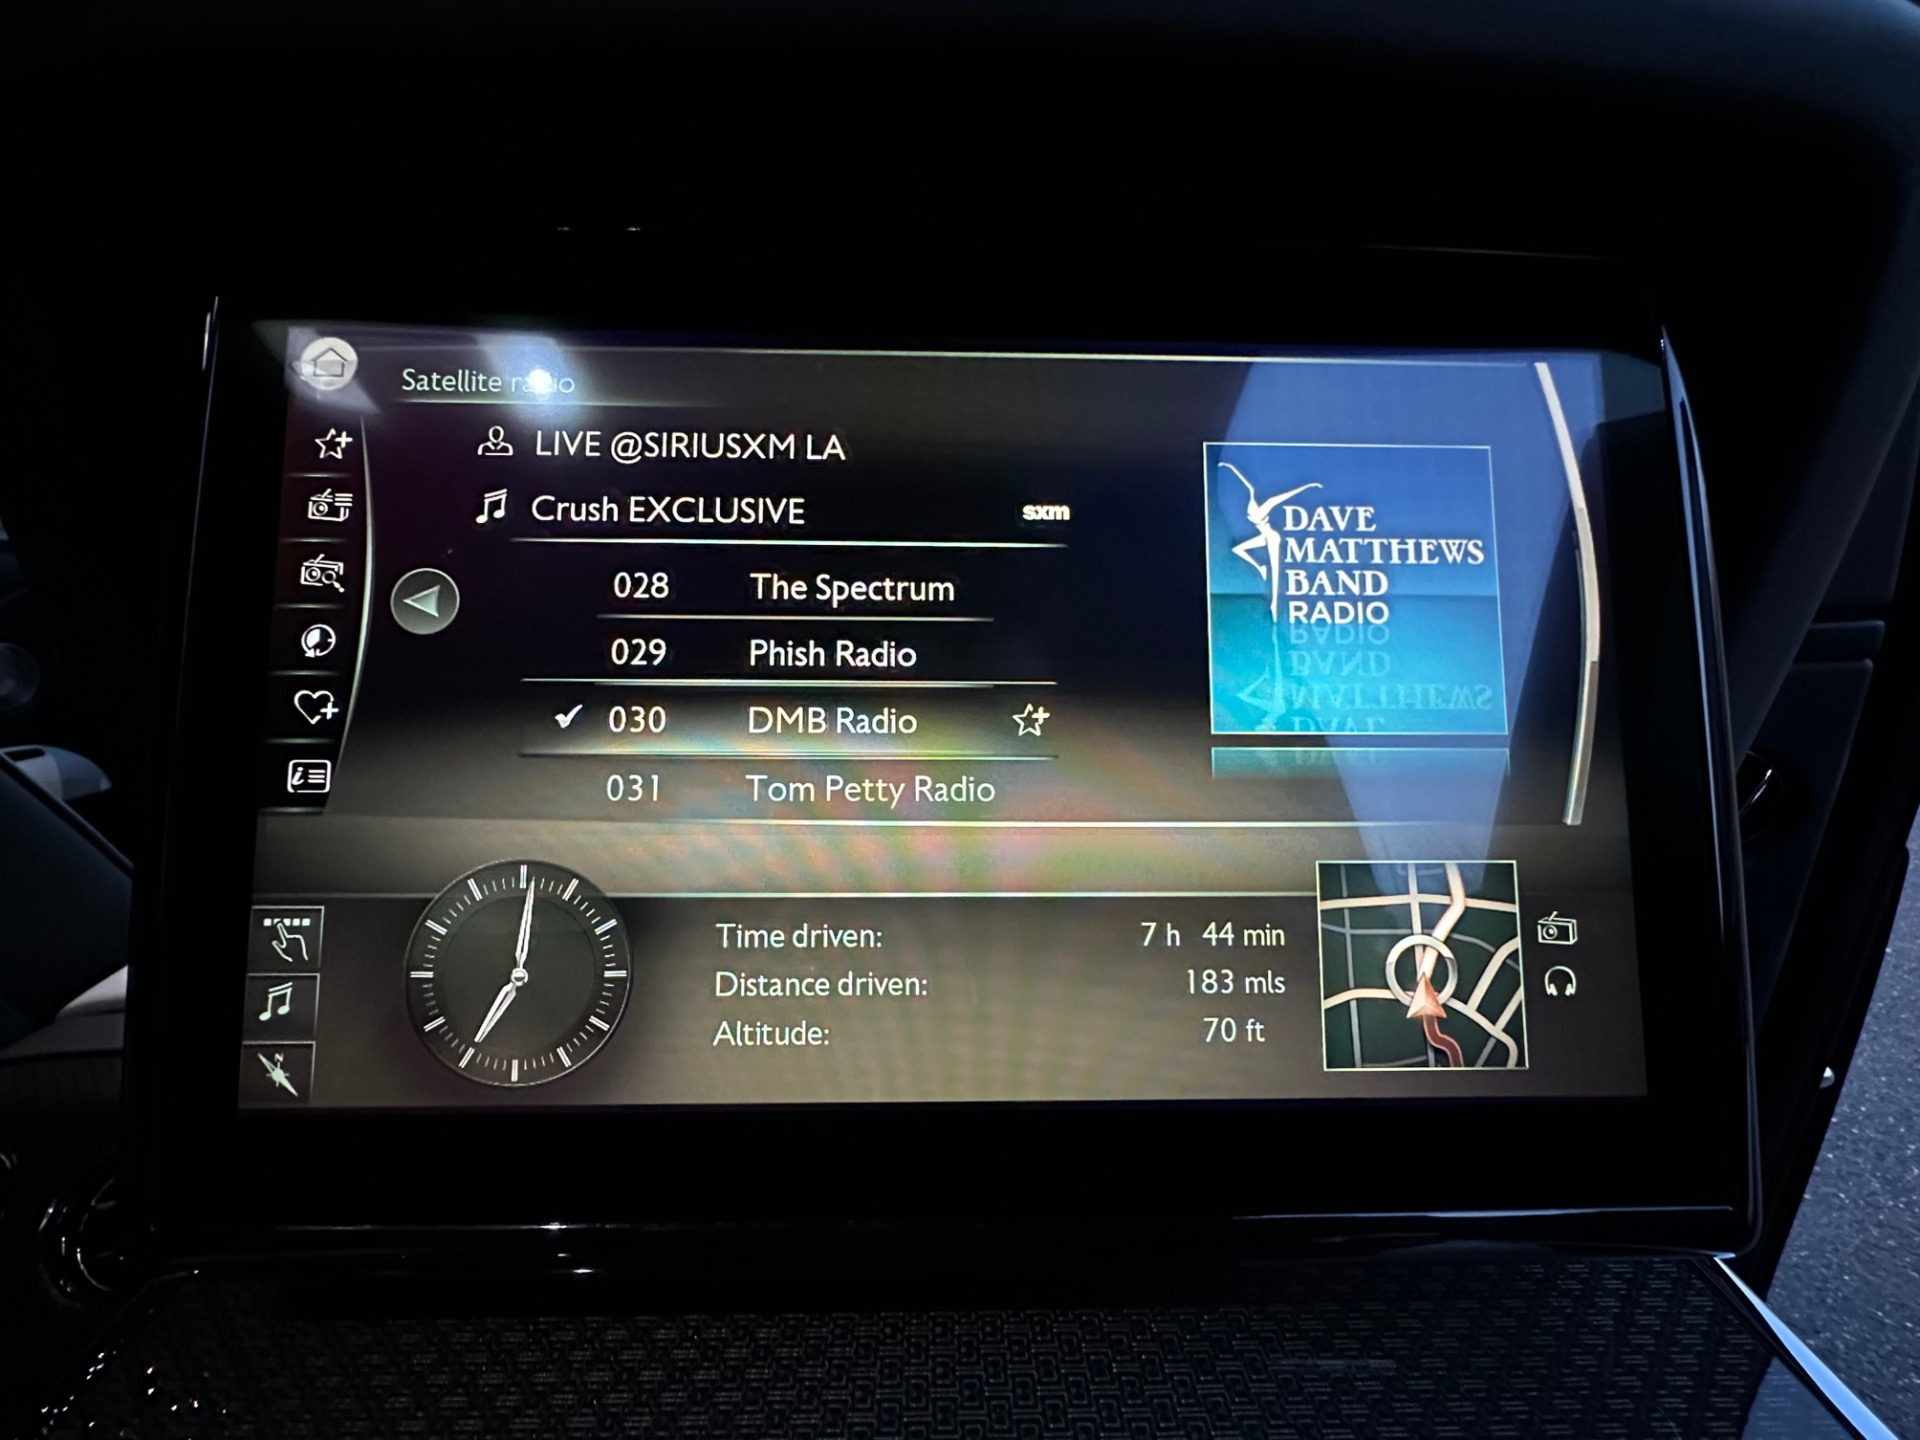 Satellite radio
LIVE @SIRIUSXM LA
Crush EXCLUSIVE sxm
028 The Spectrum
029 Phish Radio
030 DMB Radio
031 Tom Petty Radio
DAVE
MATTHEWS
BAND
RADIO
Time driven: 7 h 44 min
Distance driven: 183 mls
Altitude: 70 ft
N